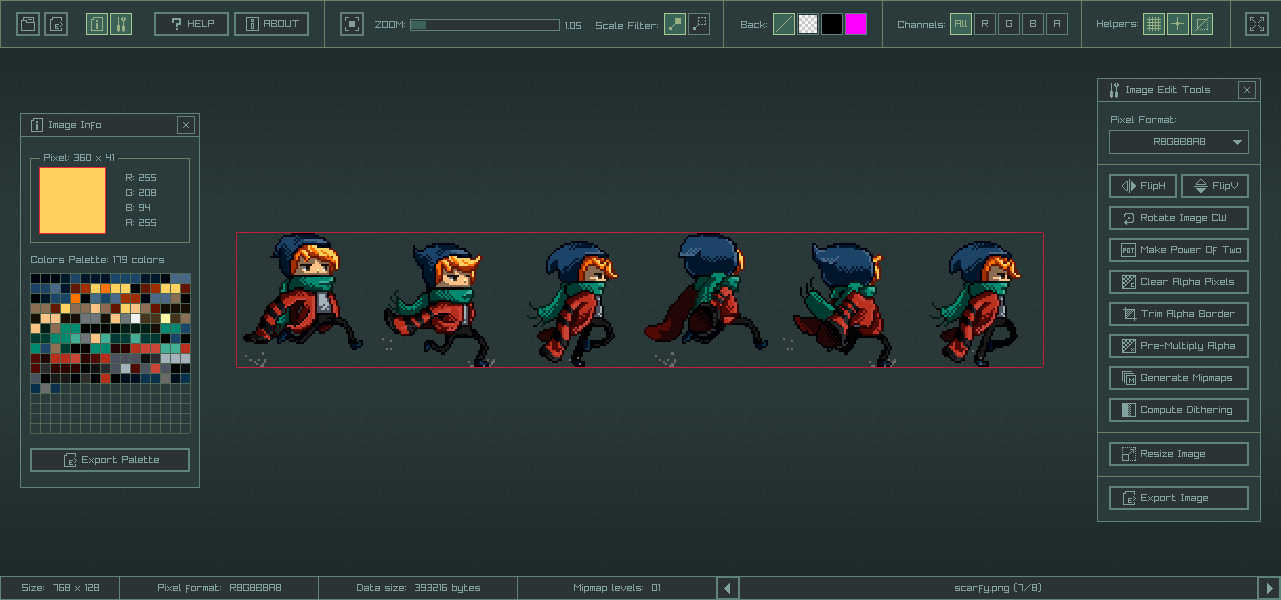 HELP
ABOUT
ZOOM:
1.05
Scale Filter:
Back:
Channels:
All
R
G
B
A
Helpers:
Image Info
Pixel: 360 x 41
R: 255
G: 208
B: 94
A: 255
Colors Palette: 179 colors
Export Palette
Image Edit Tools
Pixel Format:
R8G8B8A8
FlipH
FlipV
Rotate Image CW
POT
Make Power Of Two
Clear Alpha Pixels
Trim Alpha Border
Pre-Multiply Alpha
Generate Mipmaps
Compute Dithering
Resize Image
Export Image
Size: 768 x 128
Pixel format: R8G8B8A8
Data size: 393216 bytes
Mipmap levels: 01
scarfy.png (7/8)